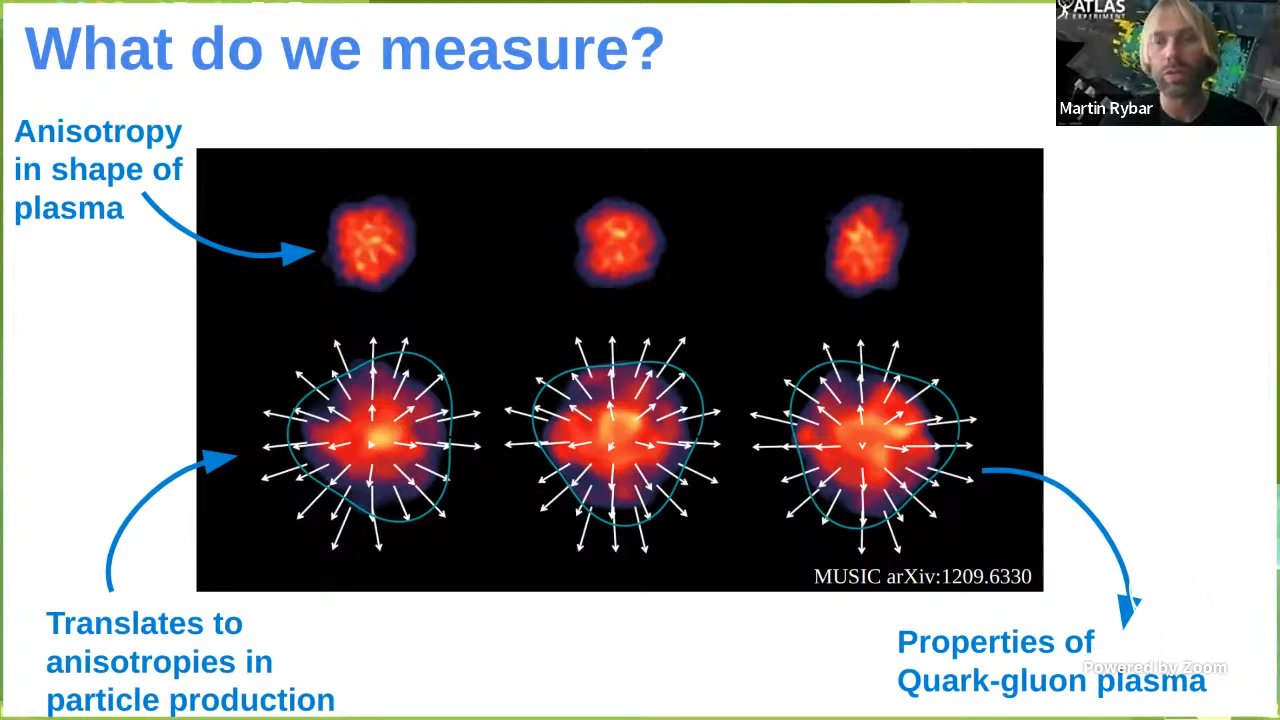 What do we measure?
ATLAS
EXPERIMENT
Martin Rybar
Anisotropy
in shape of
plasma
MUSIC arXiv:1209.6330
Translates to
anisotropies in
particle production
Properties of
Quark-gluon plasma
Powered by Zoom